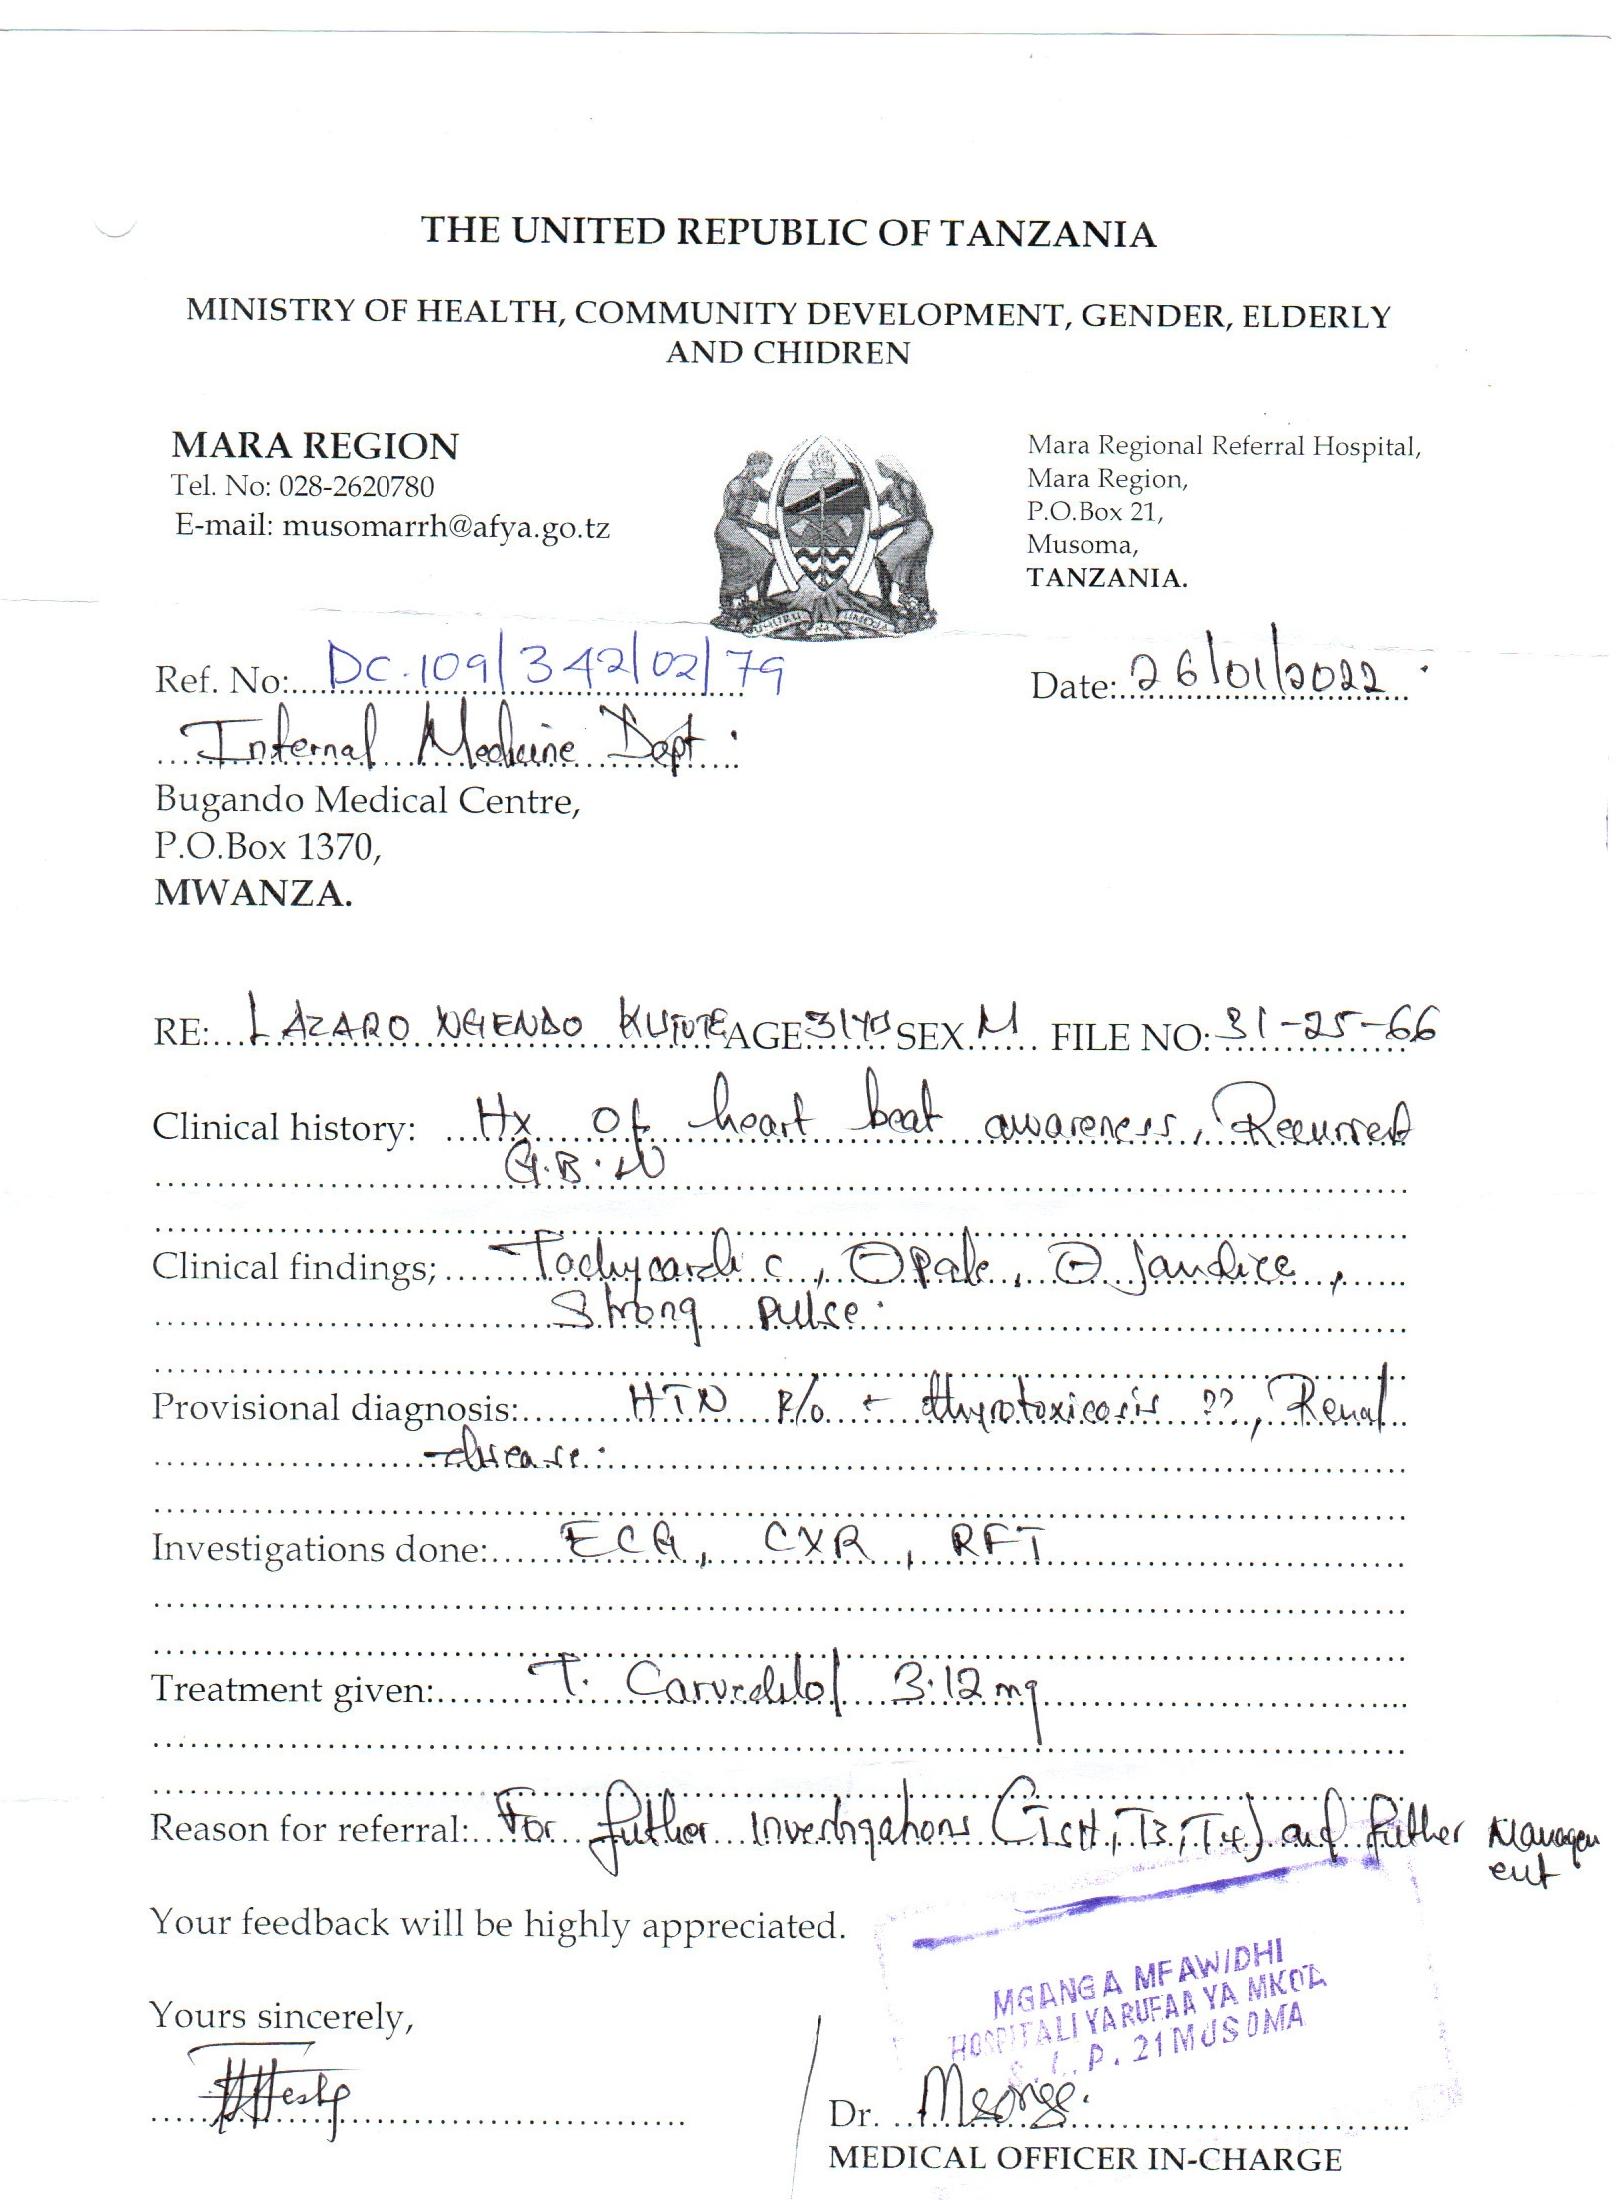 THE UNITED REPUBLIC OF TANZANIA
MINISTRY OF HEALTH, COMMUNITY DEVELOPMENT, GENDER, ELDERLY
AND CHIDREN
MARA REGION
Tel. No: 028-2620780
E-mail: musomarrh@afya.go.tz
Mara Regional Referral Hospital,
Mara Region,
P.O.Box 21,
Musoma,
TANZANIA.
UHURU NA UMOJA
Ref. No: DC.109/342/02/79
Date: 26/01/2022
Internal Medicine Dept.
Bugando Medical Centre,
P.O.Box 1370,
MWANZA.
RE: LAZARO NGENDO AGE 31 SEX M FILE NO: 31-25-66
Clinical history: Hx of heart beat awareness, Recurrent
G.B.
Clinical findings; Tachycardic, ⊖ pale, ⊖ Jandice,
Strong pulse.
Provisional diagnosis: HTN R/o - thyrotoxicosis ??, Renal
disease.
Investigations done: ECG, CXR, RFT
Treatment given: T. Carvedilol 3.12mg
Reason for referral: For futher investigations (TSH, T3, T4) and futher Managem
ent
Your feedback will be highly appreciated.
Yours sincerely,
MGANGA MFAWIDHI
HOSPITALI YA RUFAA YA MKOA
S.L.P. 21 MUSOMA
Dr.
MEDICAL OFFICER IN-CHARGE